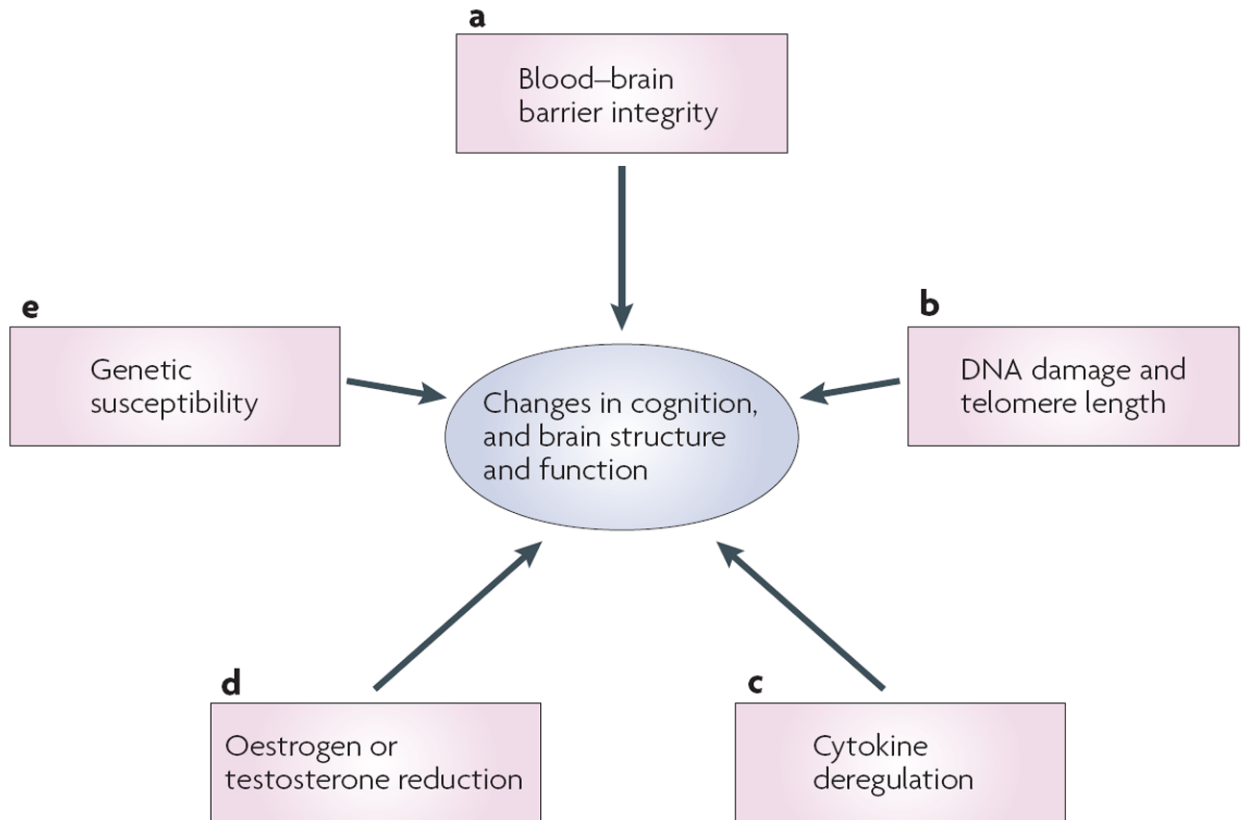 a
Blood–brain
barrier integrity
e
Genetic
susceptibility
b
DNA damage and
telomere length
Changes in cognition,
and brain structure
and function
d
Oestrogen or
testosterone reduction
c
Cytokine
deregulation